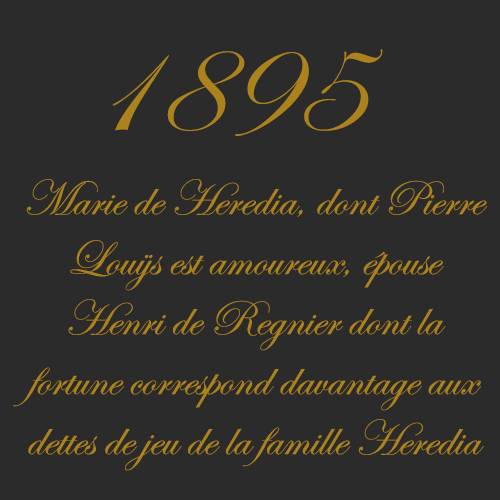 1895
Marie de Heredia, dont Pierre
Louÿs est amoureux, épouse
Henri de Regnier dont la
fortune correspond davantage aux
dettes de jeu de la famille Heredia